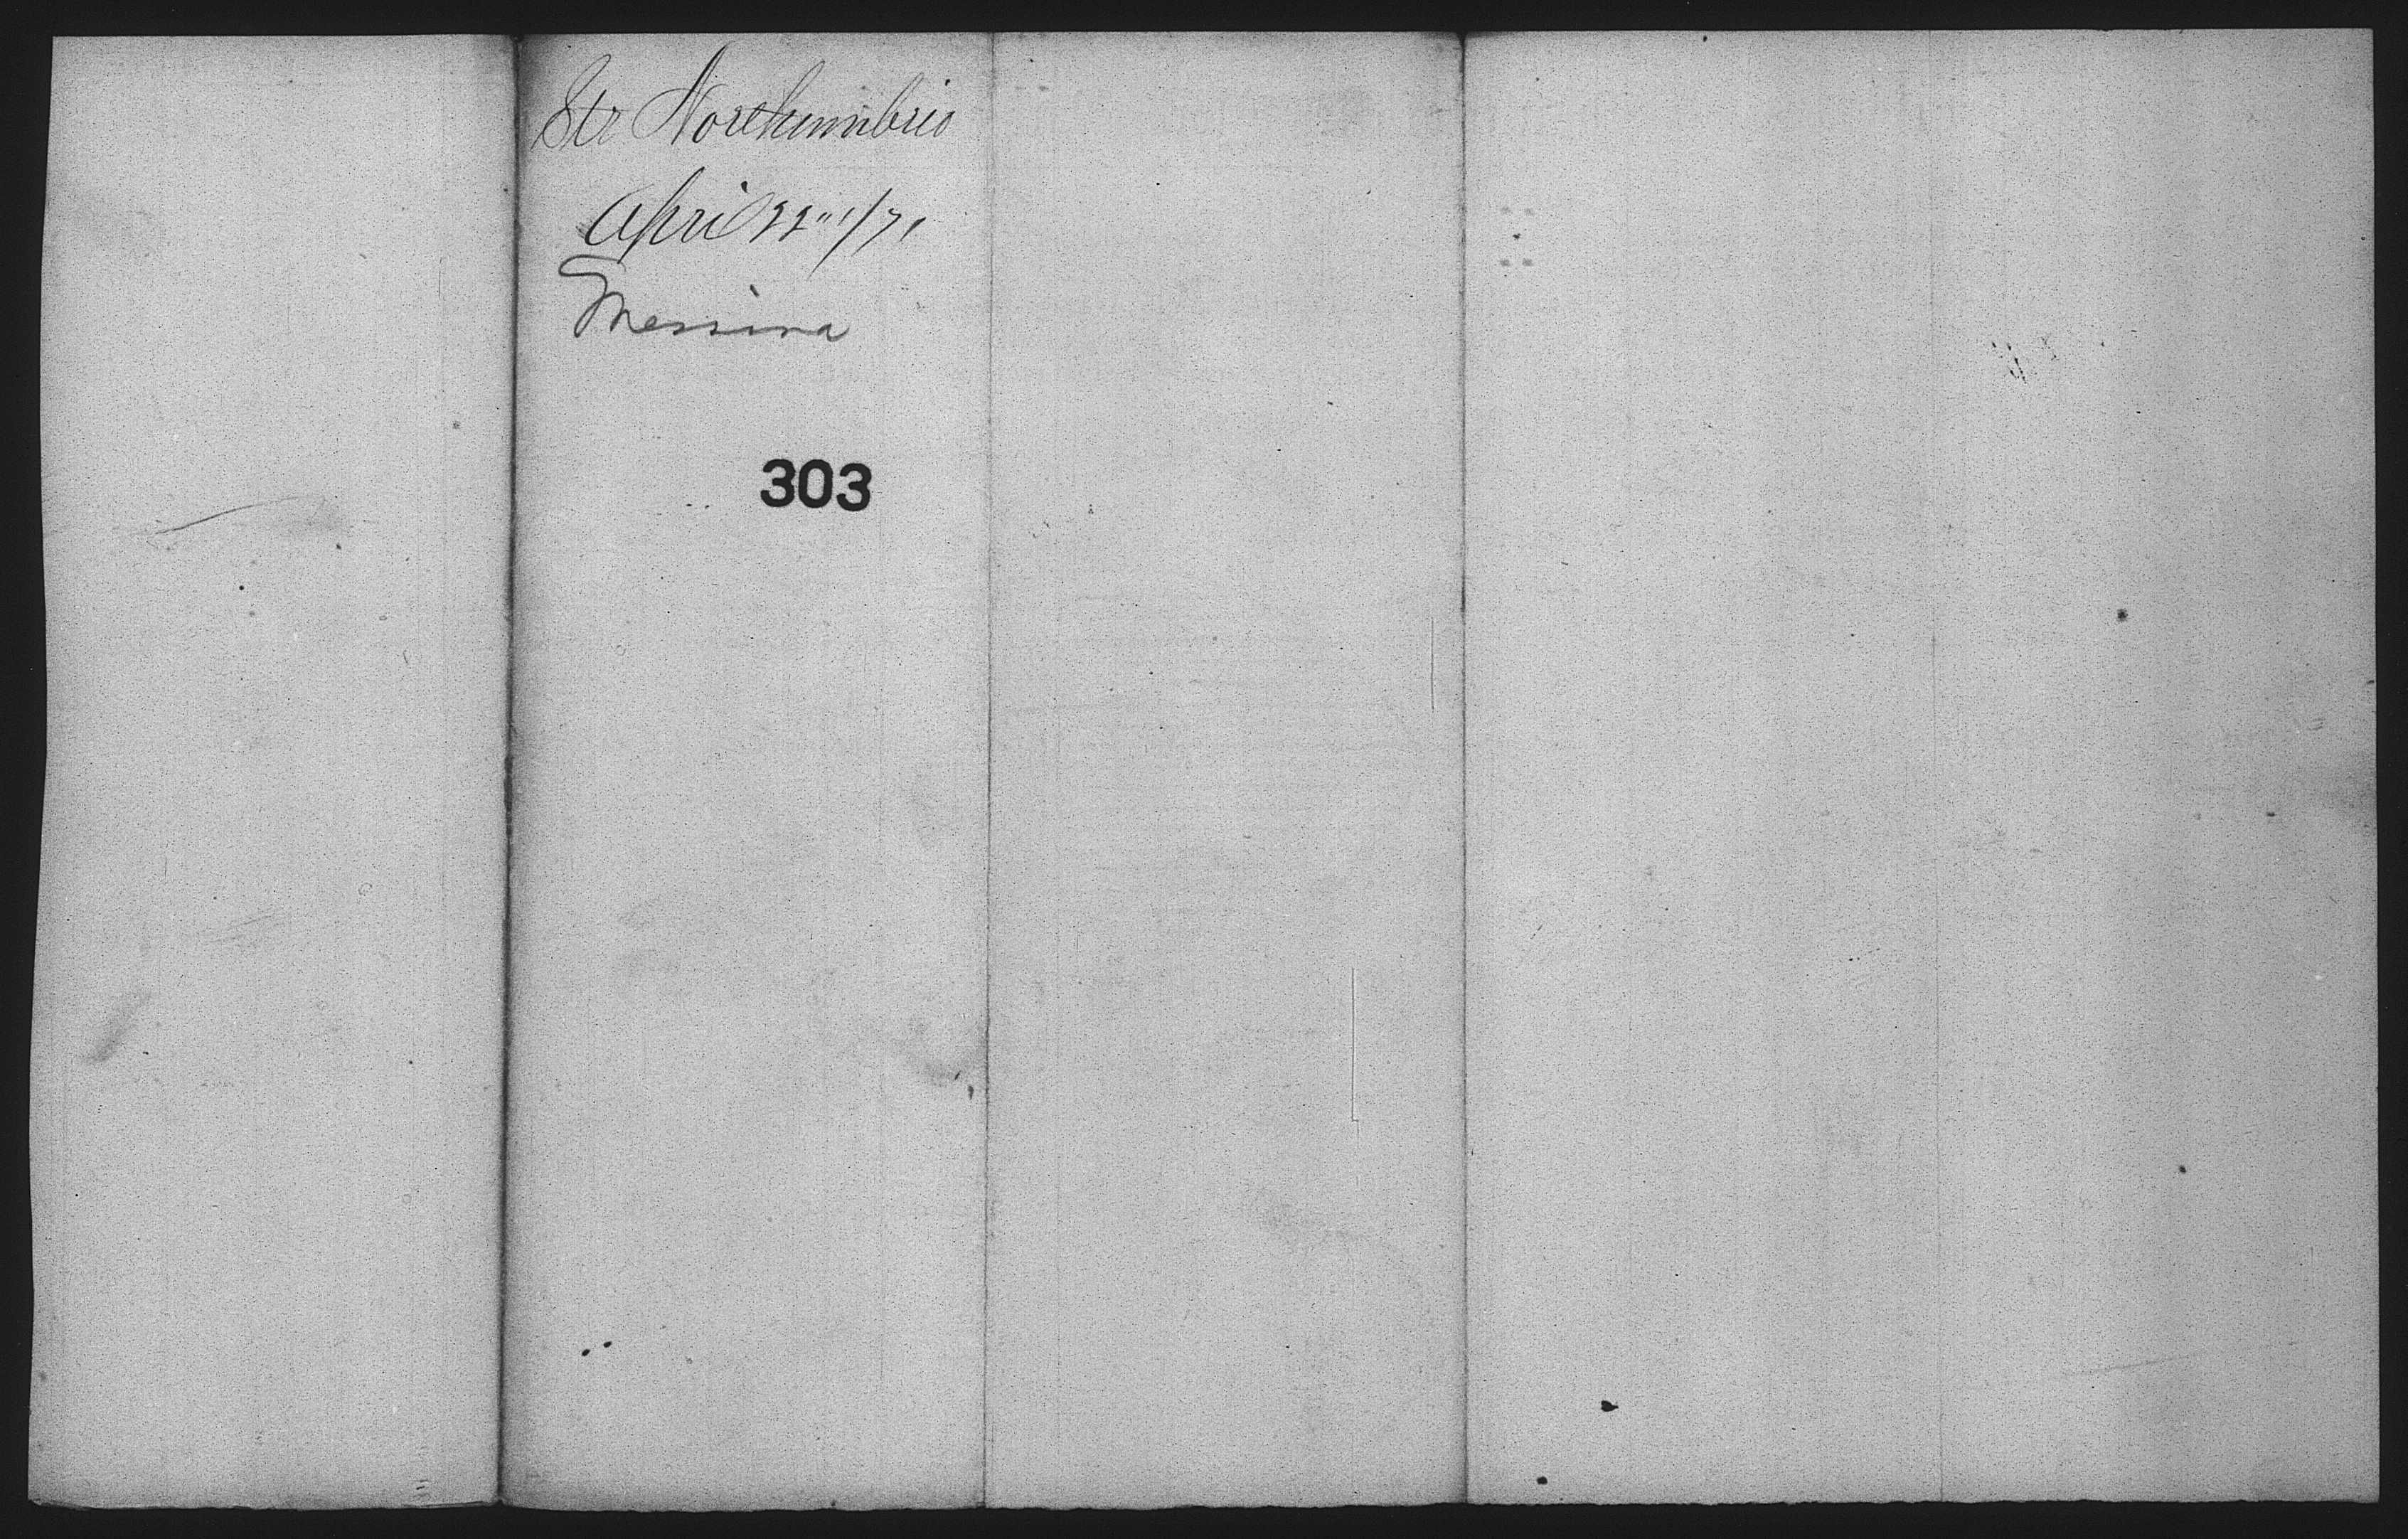 Str Northumbria
April 22"/71
Messina
303